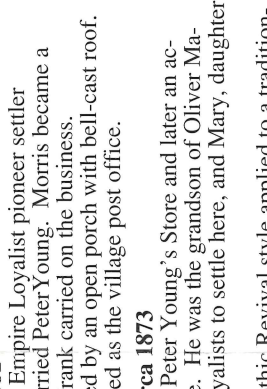 Empire Loyalist pioneer settler
rried PeterYoung. Morris became a
rank carried on the business.
ed by an open porch with bell-cast roof.
ed as the village post office.
rca 1873
Peter Young's Store and later an ac-
e. He was the grandson of Oliver Ma-
yalists to settle here, and Mary, daughter
thic Revival style applied to a tradition-